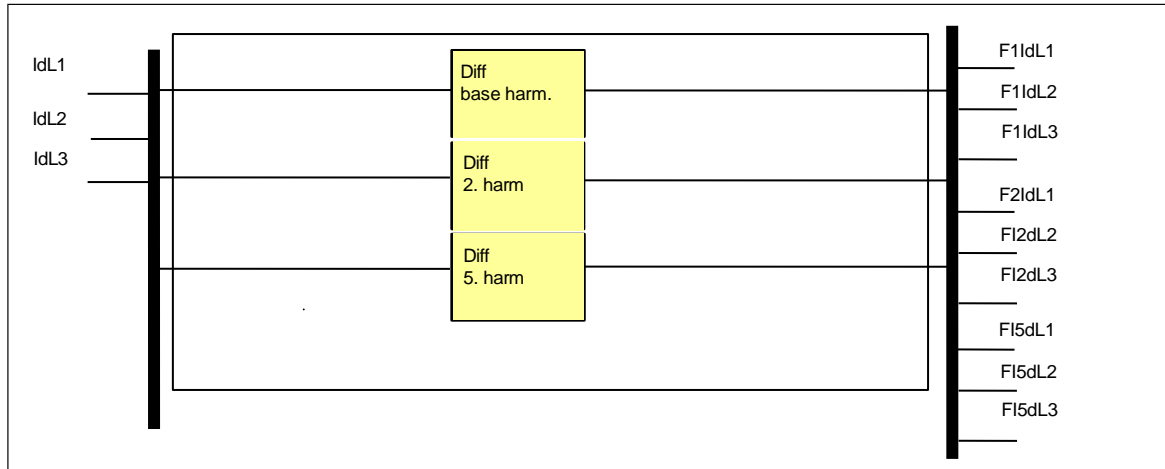 IdL1
IdL2
IdL3
Diff
base harm.
Diff
2. harm
Diff
5. harm
F1IdL1
F1IdL2
F1IdL3
F2IdL1
FI2dL2
FI2dL3
FI5dL1
FI5dL2
FI5dL3